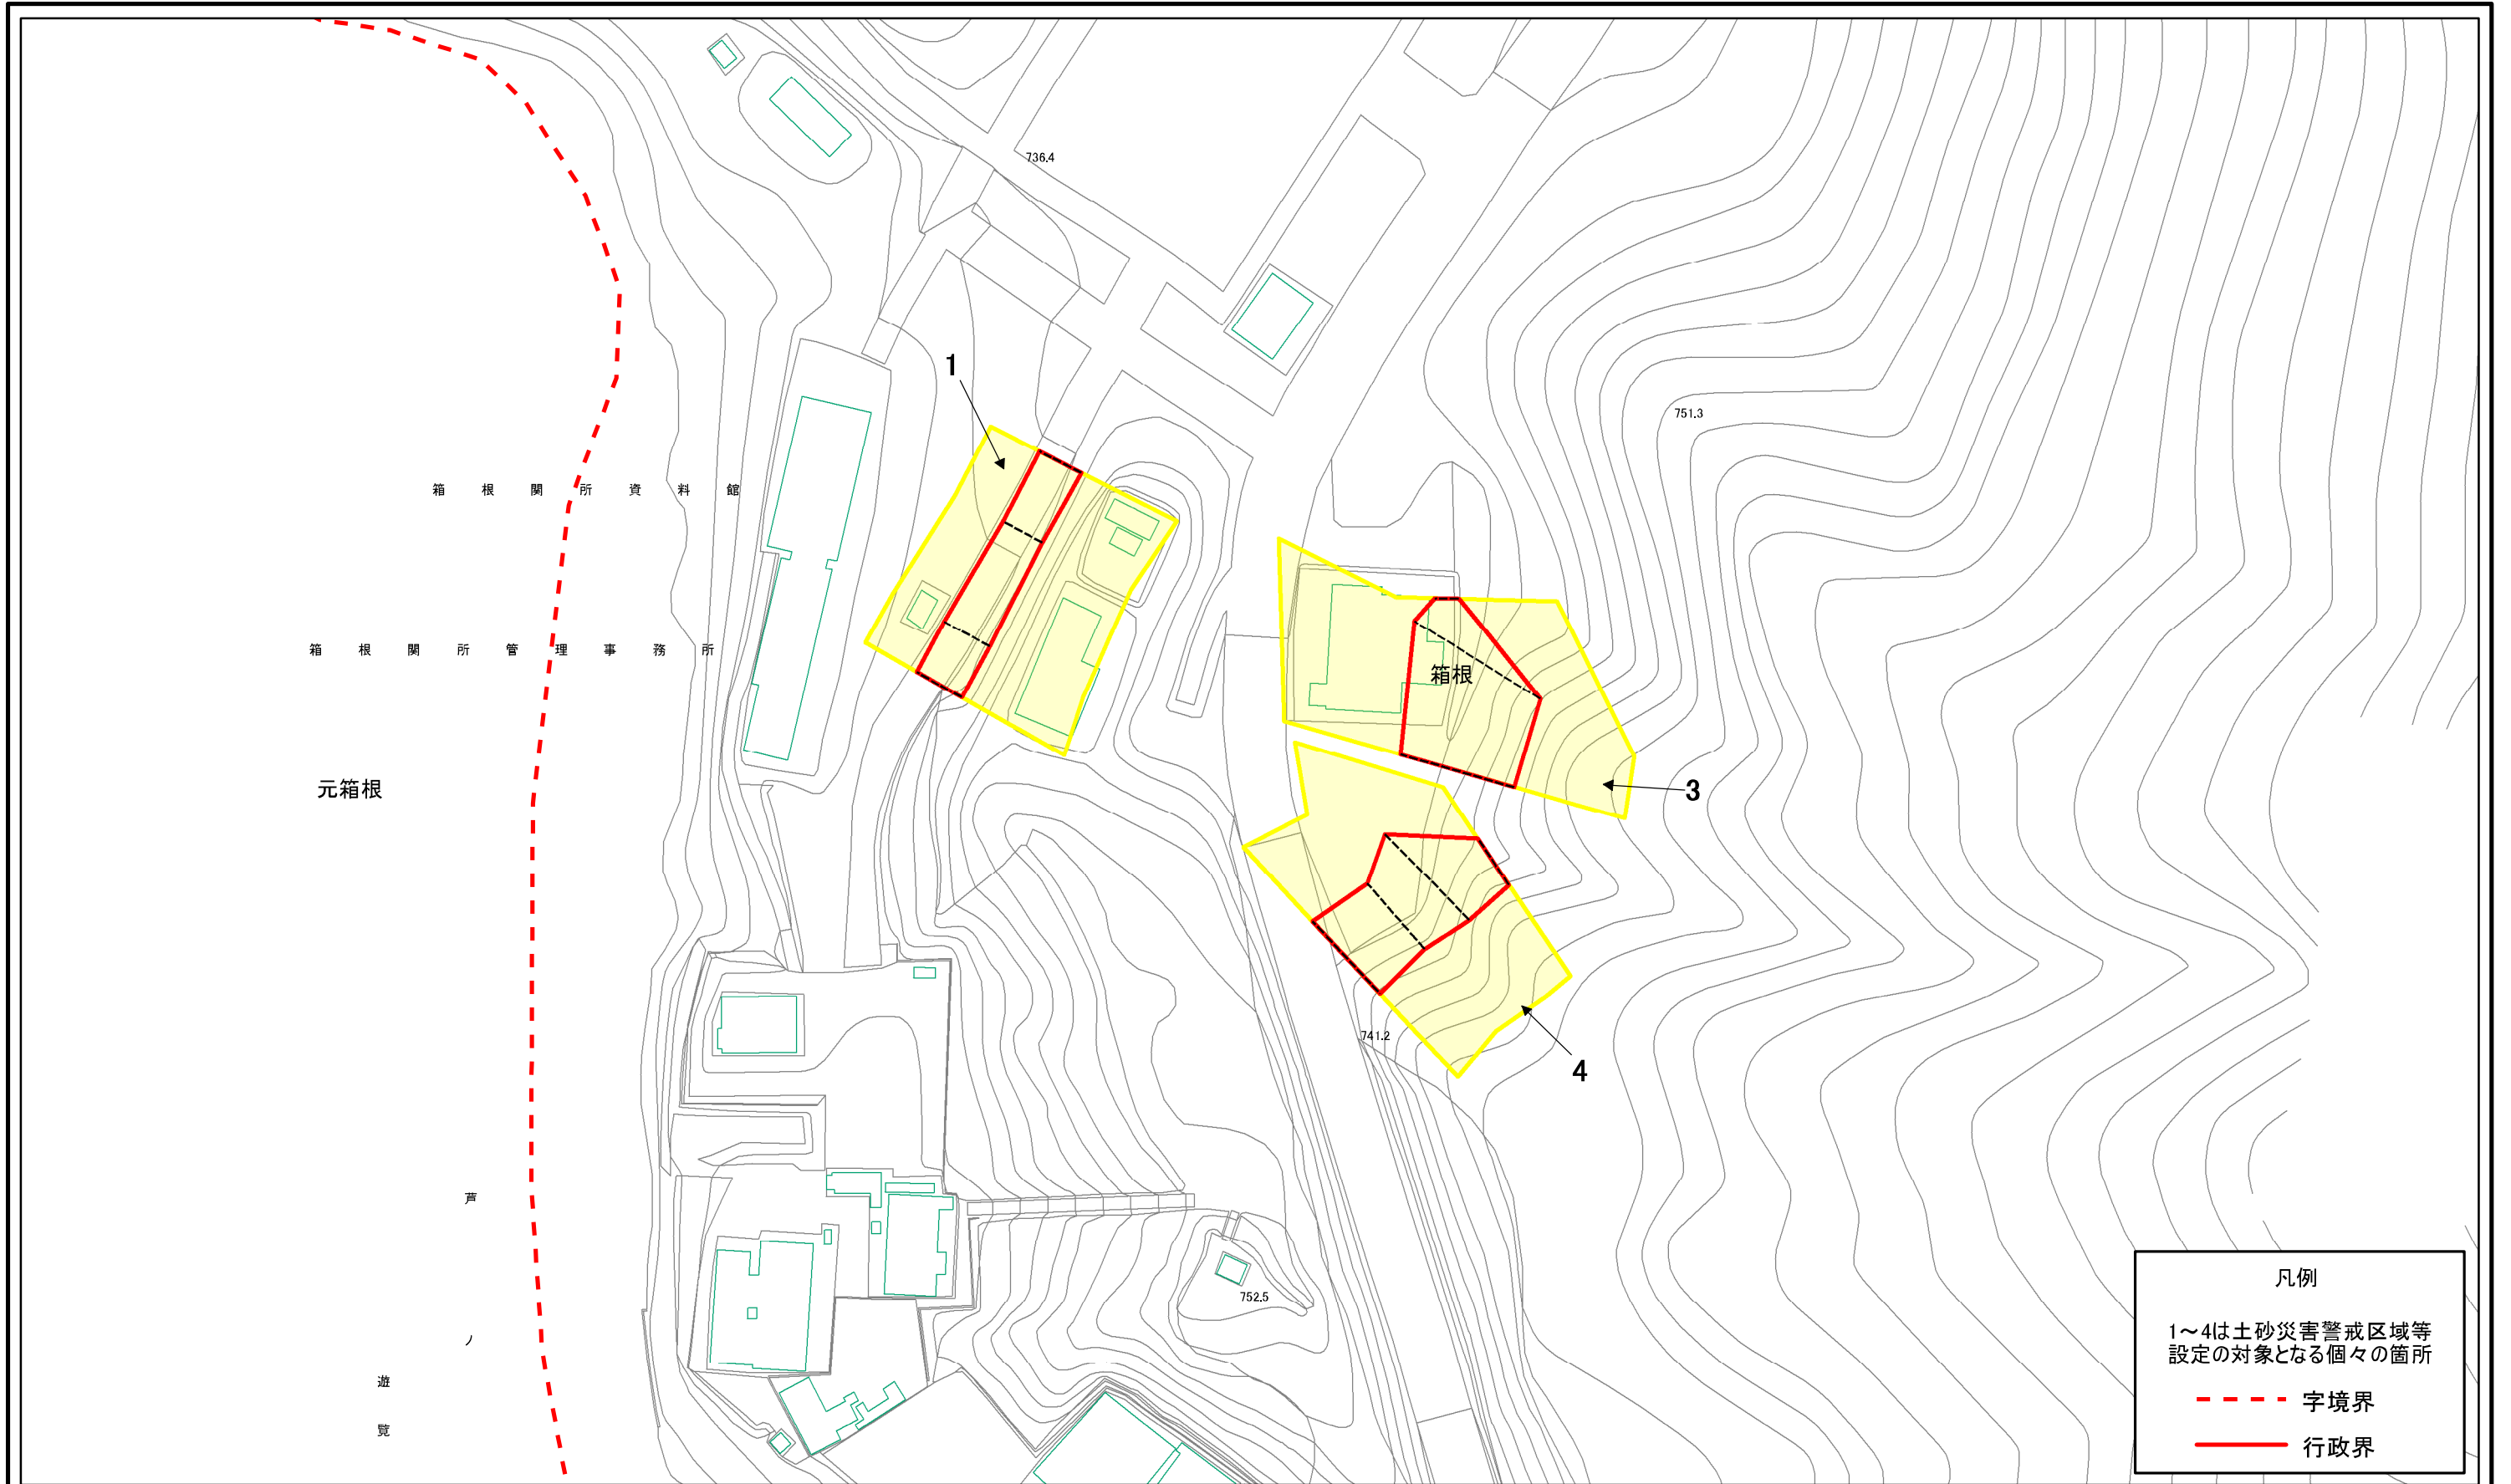 736.4
1
751.3
箱根関所資料館
箱根関所管理事務所
箱根
元箱根
3
741.2
4
芦
ノ
752.5
遊
覧
凡例
1～4は土砂災害警戒区域等
設定の対象となる個々の箇所
字境界
行政界